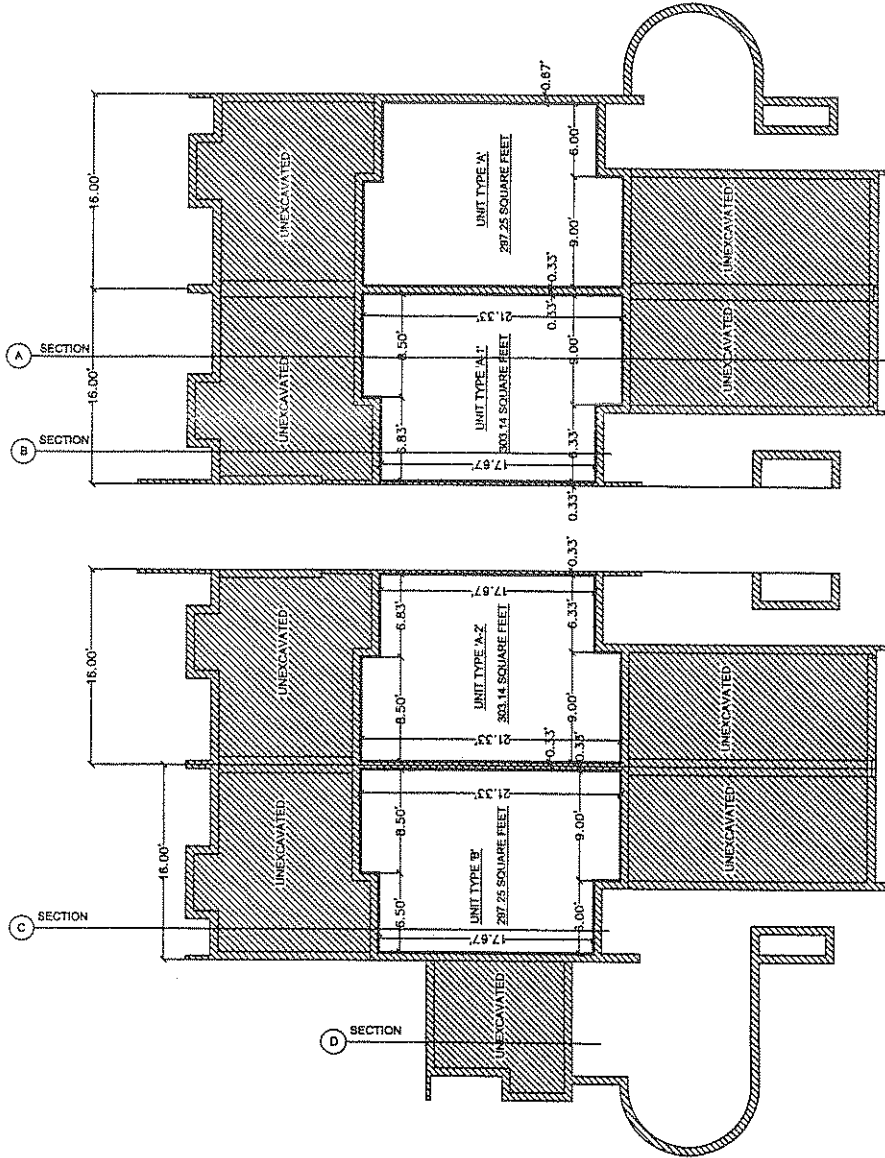 16.00'
UNEXCAVATED
UNIT TYPE 'A'
297.25 SQUARE FEET
0.67'
6.00'
9.00'
0.33'
UNEXCAVATED
A
SECTION
16.00'
UNEXCAVATED
8.50'
21.33'
UNIT TYPE 'A-1'
303.14 SQUARE FEET
0.33'
9.00'
UNEXCAVATED
B
SECTION
6.83'
17.67'
6.33'
0.33'
16.00'
UNEXCAVATED
6.83'
17.67'
0.33'
6.33'
UNIT TYPE 'A-2'
303.14 SQUARE FEET
8.50'
21.33'
9.00'
0.33'
0.33'
UNEXCAVATED
16.00'
UNEXCAVATED
8.50'
21.33'
9.00'
UNIT TYPE 'B'
297.25 SQUARE FEET
UNEXCAVATED
C
SECTION
6.50'
17.67'
6.00'
UNEXCAVATED
D
SECTION